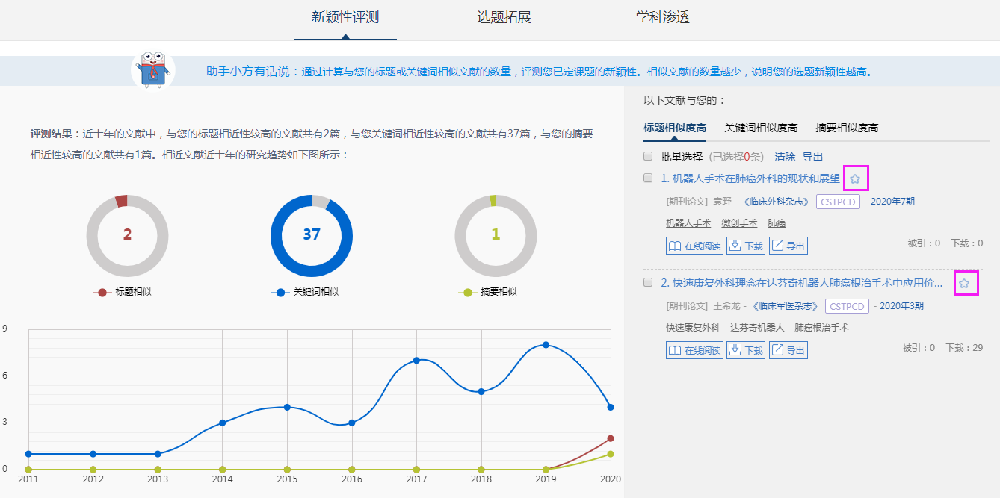 新颖性评测
选题拓展
学科渗透
助手小方有话说：通过计算与您的标题或关键词相似文献的数量，评测您已定课题的新颖性。相似文献的数量越少，说明您的选题新颖性越高。
评测结果：近十年的文献中，与您的标题相近性较高的文献共有2篇，与您关键词相近性较高的文献共有37篇，与您的摘要
相近性较高的文献共有1篇。相近文献近十年的研究趋势如下图所示：
2
37
1
标题相似
关键词相似
摘要相似
9
6
3
0
2011 2012 2013 2014 2015 2016 2017 2018 2019 2020
以下文献与您的：
标题相似度高 关键词相似度高 摘要相似度高
批量选择 (已选择0条) 清除 导出
1. 机器人手术在肺癌外科的现状和展望
[期刊论文] 袁野 - 《临床外科杂志》 CSTPCD - 2020年7期
机器人手术 微创手术 肺癌
在线阅读 下载 导出 被引：0 下载：0
2. 快速康复外科理念在达芬奇机器人肺癌根治手术中应用价...
[期刊论文] 王希龙 - 《临床军医杂志》 CSTPCD - 2020年3期
快速康复外科 达芬奇机器人 肺癌根治手术
在线阅读 下载 导出 被引：0 下载：29